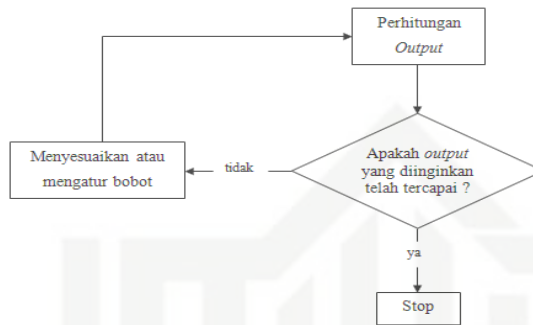 Perhitungan
Output
Apakah output
yang diinginkan
telah tercapai ?
tidak
Menyesuaikan atau
mengatur bobot
ya
Stop